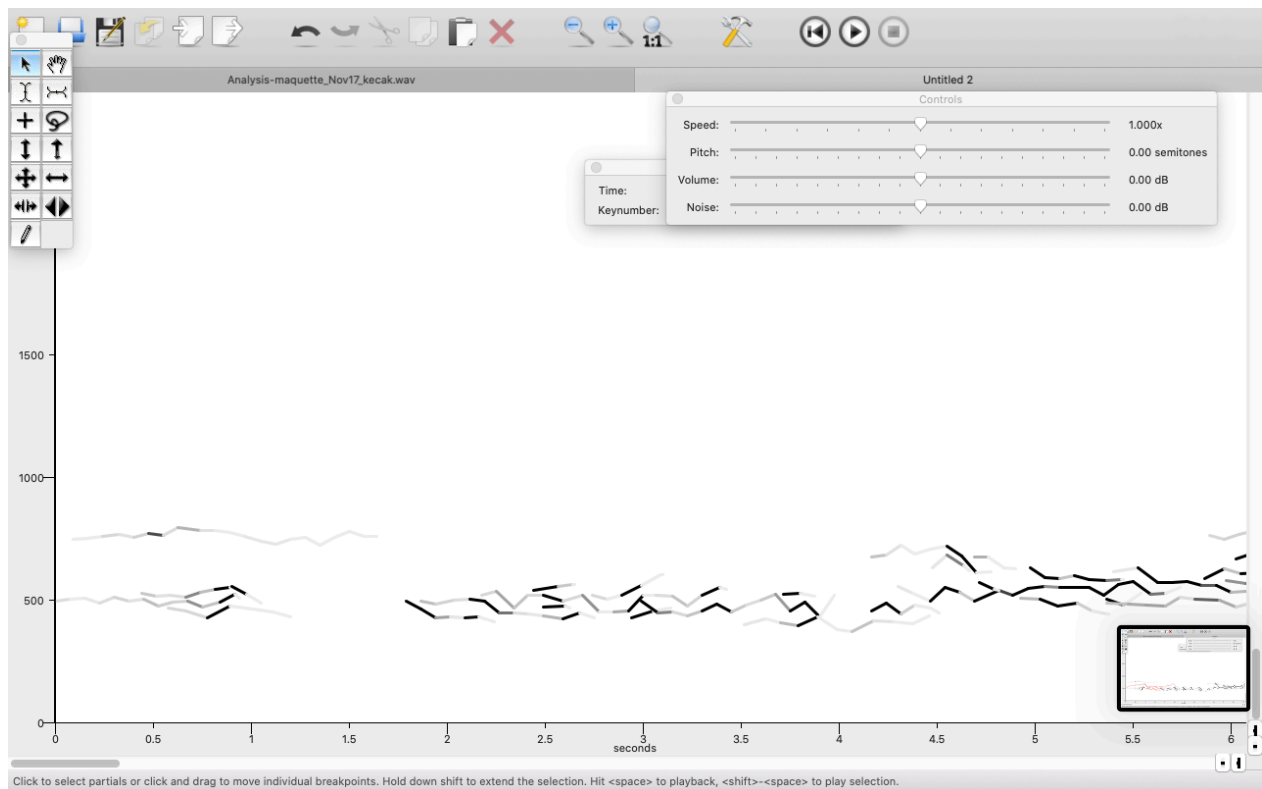 1:1
Analysis-maquette_Nov17_kecak.wav
Untitled 2
Controls
Speed:
1.000x
Pitch:
0.00 semitones
Volume:
0.00 dB
Noise:
0.00 dB
Time:
Keynumber:
1500
1000
500
0
0 0.5 1 1.5 2 2.5 3 3.5 4 4.5 5 5.5 6
seconds
Click to select partials or click and drag to move individual breakpoints. Hold down shift to extend the selection. Hit <space> to playback, <shift>-<space> to play selection.